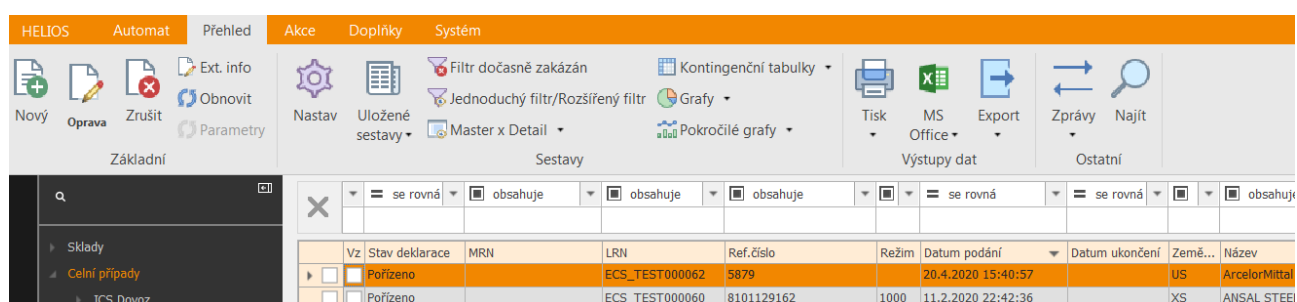 HELIOS Automat Přehled Akce Doplňky Systém
Nový
Oprava
Zrušit
Ext. info
Obnovit
Parametry
Základní
Nastav
Uložené
sestavy
Filtr dočasně zakázán
Jednoduchý filtr/Rozšířený filtr
Master x Detail
Kontingenční tabulky
Grafy
Pokročilé grafy
Sestavy
Tisk
MS
Office
Export
Výstupy dat
Zprávy
Najít
Ostatní
= se rovná obsahuje obsahuje obsahuje = se rovná = se rovná obsahuje
Sklady
Celní případy
ICS Dovoz
Vz Stav deklarace MRN LRN Ref.číslo Režim Datum podání Datum ukončení Země... Název
Pořízeno ECS_TEST000062 5879 20.4.2020 15:40:57 US ArcelorMittal
Pořízeno ECS_TEST000060 8101129162 1000 11.2.2020 22:42:36 XS ANSAL STEE